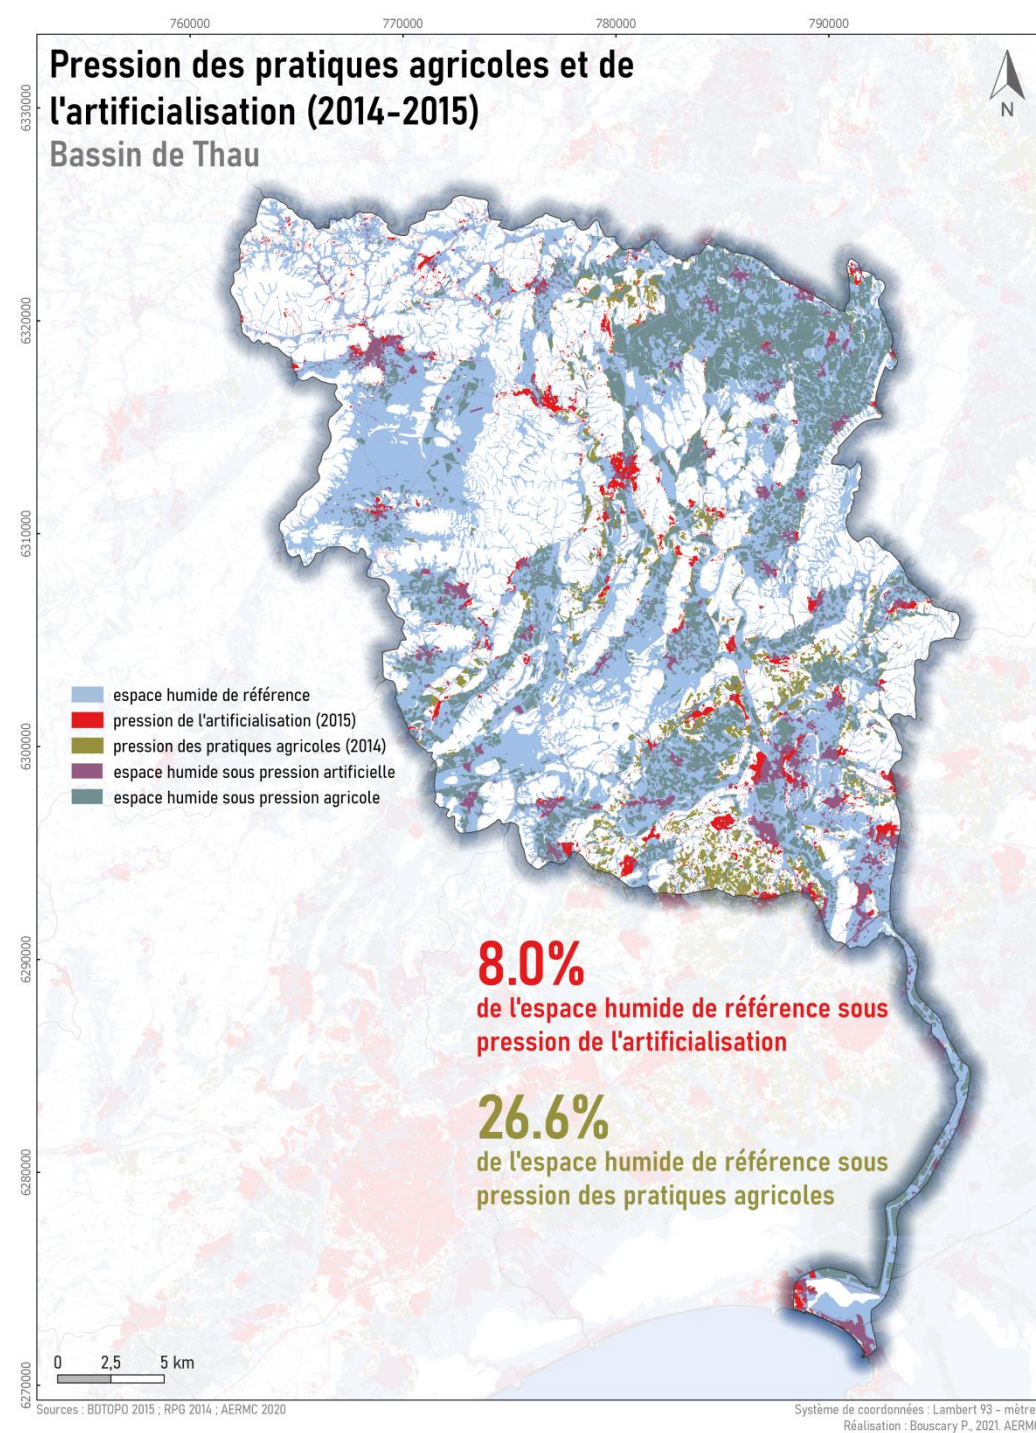 760000 770000 780000 790000
Pression des pratiques agricoles et de
l'artificialisation (2014-2015)
Bassin de Thau
N
6330000
6320000
6310000
6300000
6290000
6280000
6270000
espace humide de référence
pression de l'artificialisation (2015)
pression des pratiques agricoles (2014)
espace humide sous pression artificielle
espace humide sous pression agricole
8.0%
de l'espace humide de référence sous
pression de l'artificialisation
26.6%
de l'espace humide de référence sous
pression des pratiques agricoles
0 2,5 5 km
Sources : BDTOPO 2015 ; RPG 2014 ; AERMC 2020
Système de coordonnées : Lambert 93 - mètre
Réalisation : Bouscary P., 2021. AERMC